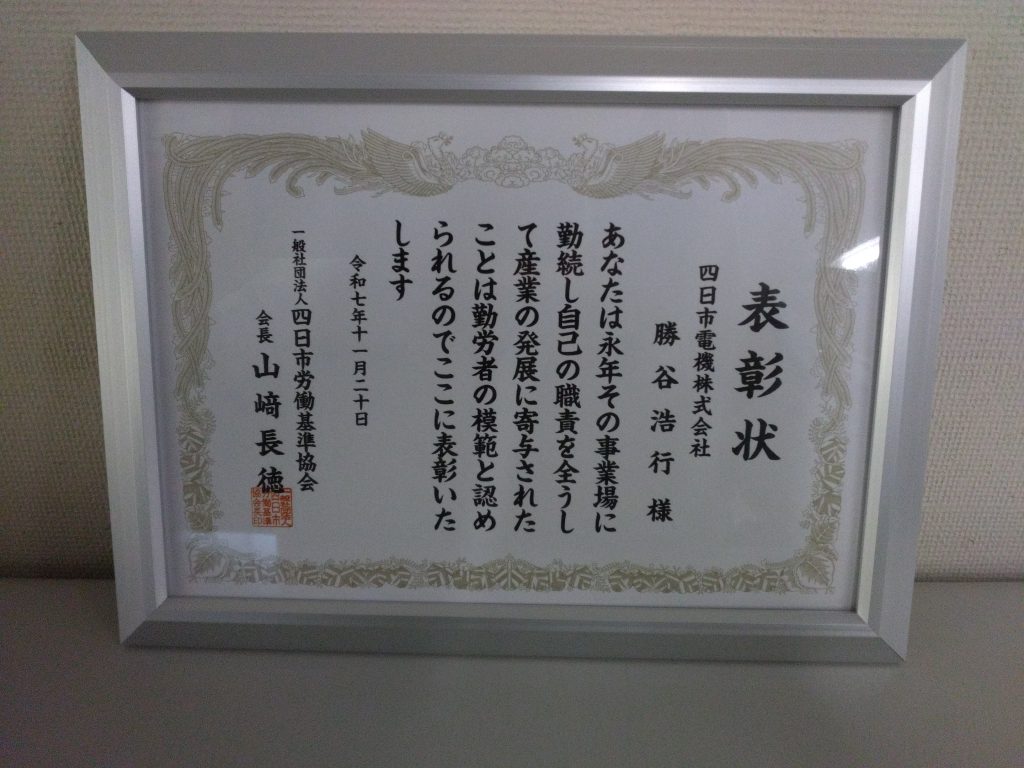 表彰状
四日市電機株式会社
勝谷浩行様
あなたは永年その事業場に
勤続し自己の職責を全うし
て産業の発展に寄与された
ことは勤労者の模範と認め
られるのでここに表彰いた
します
令和七年十一月二十日
一般社団法人四日市労働基準協会
会長 山﨑長徳